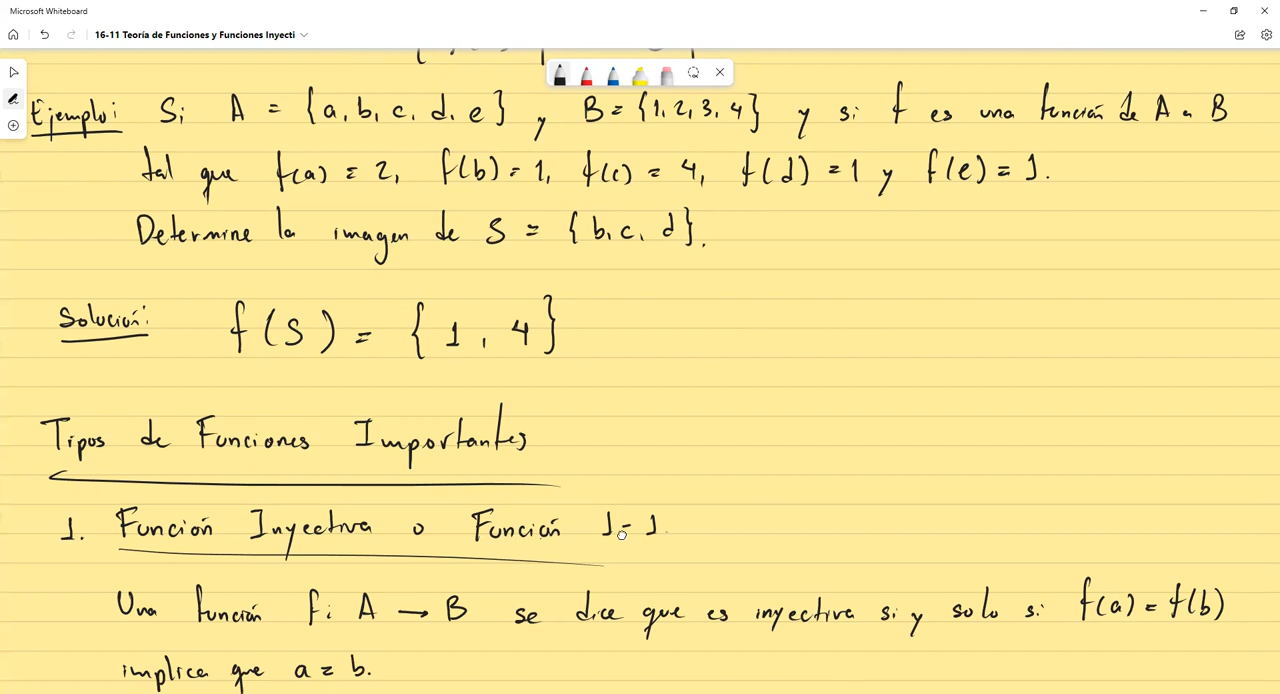 Microsoft Whiteboard
16-11 Teoría de Funciones y Funciones Inyecti
Ejemplo: Si A = {a, b, c, d, e} y B = {1, 2, 3, 4} y si f es una función de A a B
tal que f(a) = 2, f(b) = 1, f(c) = 4, f(d) = 1 y f(e) = 1.
Determine la imagen de S = {b, c, d}.
Solución: f(S) = {1, 4}
Tipos de Funciones Importantes
1. Función Inyectiva o Función 1-1.
Una función f: A → B se dice que es inyectiva si y solo si f(a) = f(b)
implica que a = b.